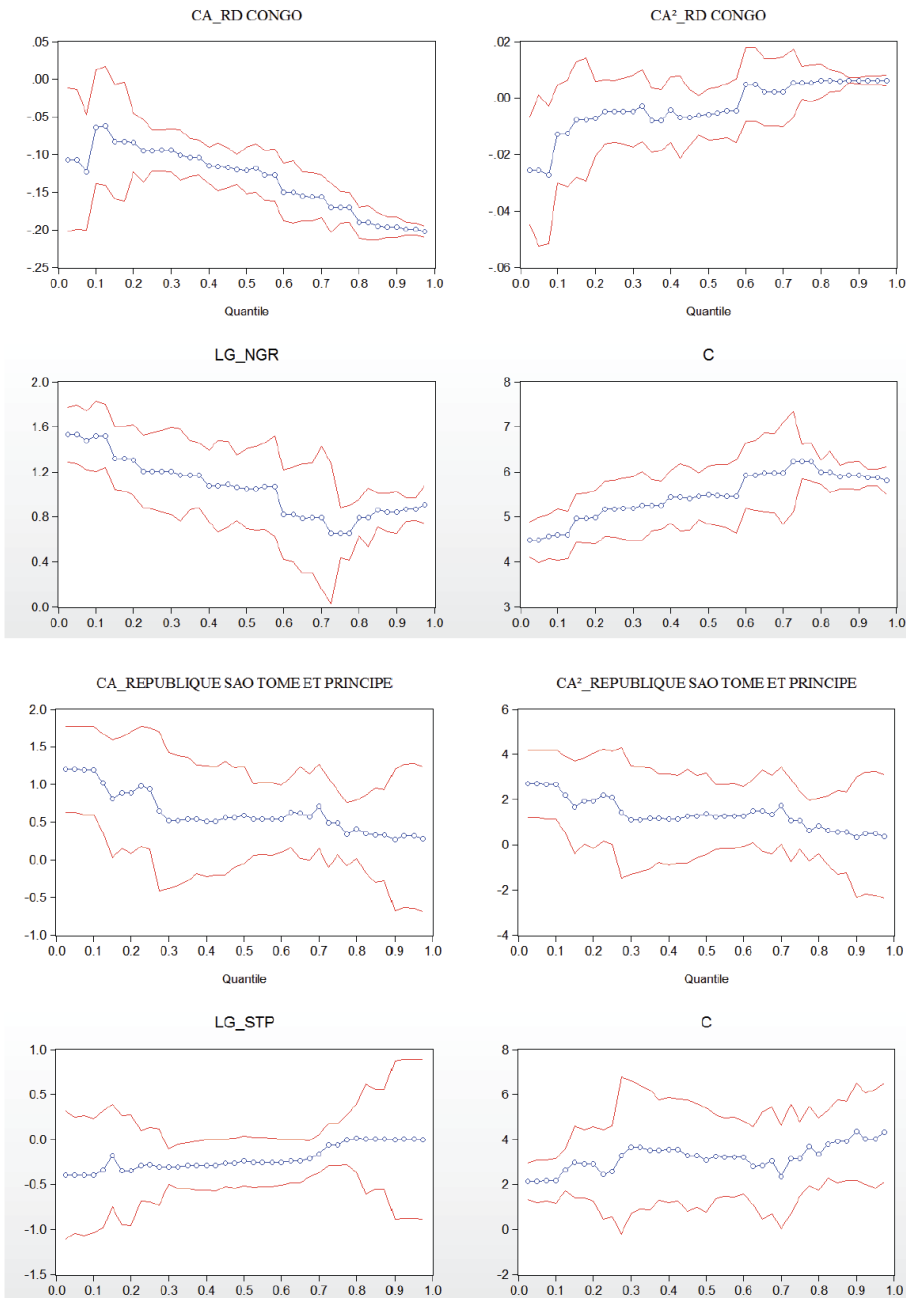 CA_RD CONGO
.05
.00
-.05
-.10
-.15
-.20
-.25
0.0 0.1 0.2 0.3 0.4 0.5 0.6 0.7 0.8 0.9 1.0
Quantile
CA²_RD CONGO
.02
.00
-.02
-.04
-.06
0.0 0.1 0.2 0.3 0.4 0.5 0.6 0.7 0.8 0.9 1.0
Quantile
LG_NGR
2.0
1.6
1.2
0.8
0.4
0.0
0.0 0.1 0.2 0.3 0.4 0.5 0.6 0.7 0.8 0.9 1.0
C
8
7
6
5
4
3
0.0 0.1 0.2 0.3 0.4 0.5 0.6 0.7 0.8 0.9 1.0
CA_REPUBLIQUE SAO TOME ET PRINCIPE
2.0
1.5
1.0
0.5
0.0
-0.5
-1.0
0.0 0.1 0.2 0.3 0.4 0.5 0.6 0.7 0.8 0.9 1.0
Quantile
CA²_REPUBLIQUE SAO TOME ET PRINCIPE
6
4
2
0
-2
-4
0.0 0.1 0.2 0.3 0.4 0.5 0.6 0.7 0.8 0.9 1.0
Quantile
LG_STP
1.0
0.5
0.0
-0.5
-1.0
-1.5
0.0 0.1 0.2 0.3 0.4 0.5 0.6 0.7 0.8 0.9 1.0
C
8
6
4
2
0
-2
0.0 0.1 0.2 0.3 0.4 0.5 0.6 0.7 0.8 0.9 1.0